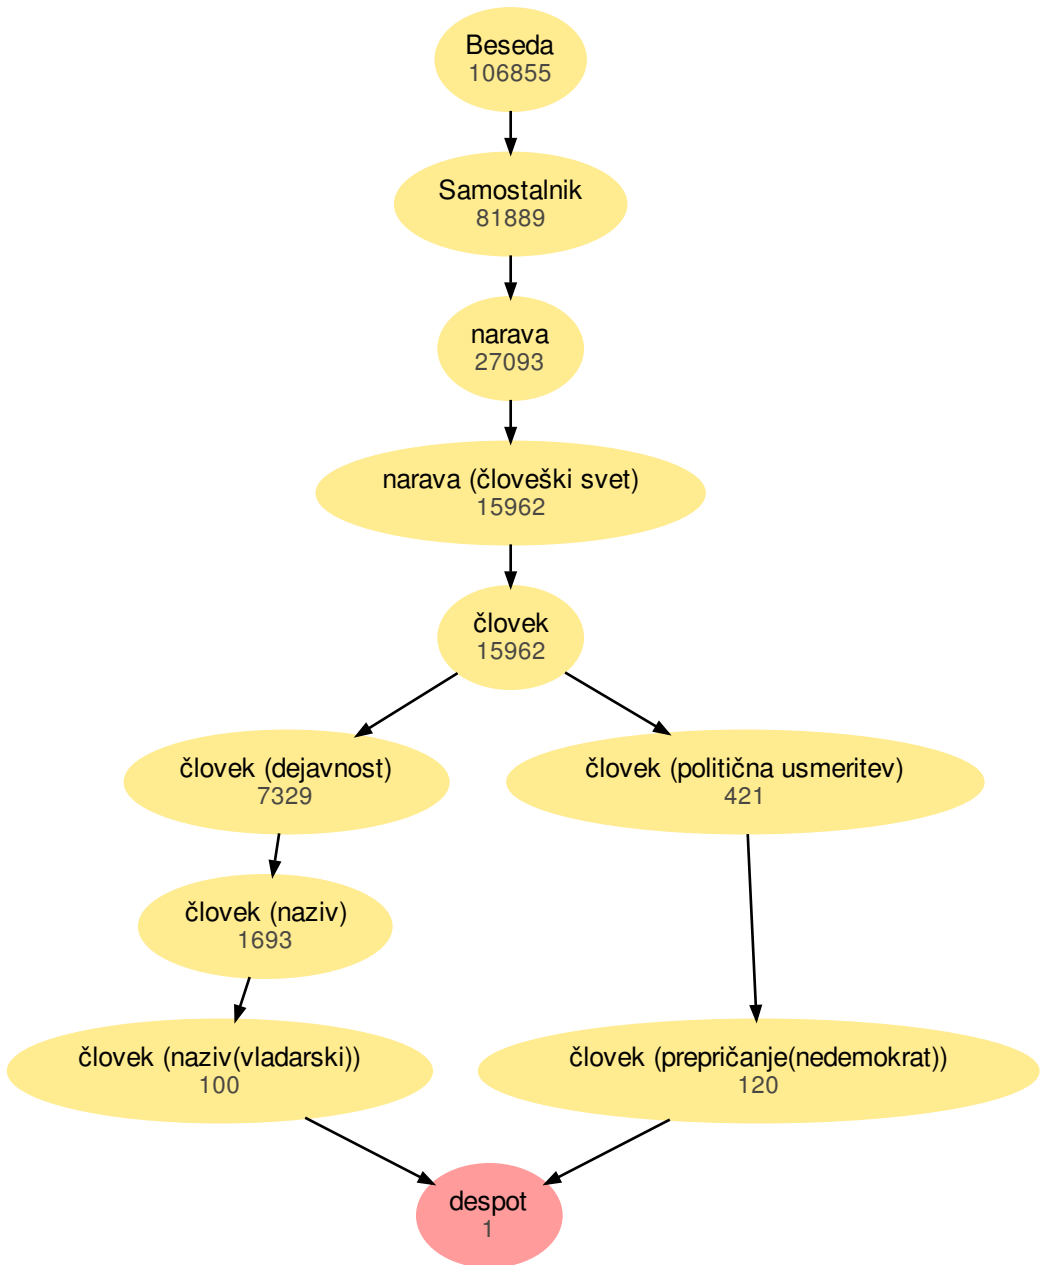 Beseda
106855
Samostalnik
81889
narava
27093
narava (človeški svet)
15962
človek
15962
človek (dejavnost)
7329
človek (politična usmeritev)
421
človek (naziv)
1693
človek (naziv(vladarski))
100
človek (prepričanje(nedemokrat))
120
despot
1